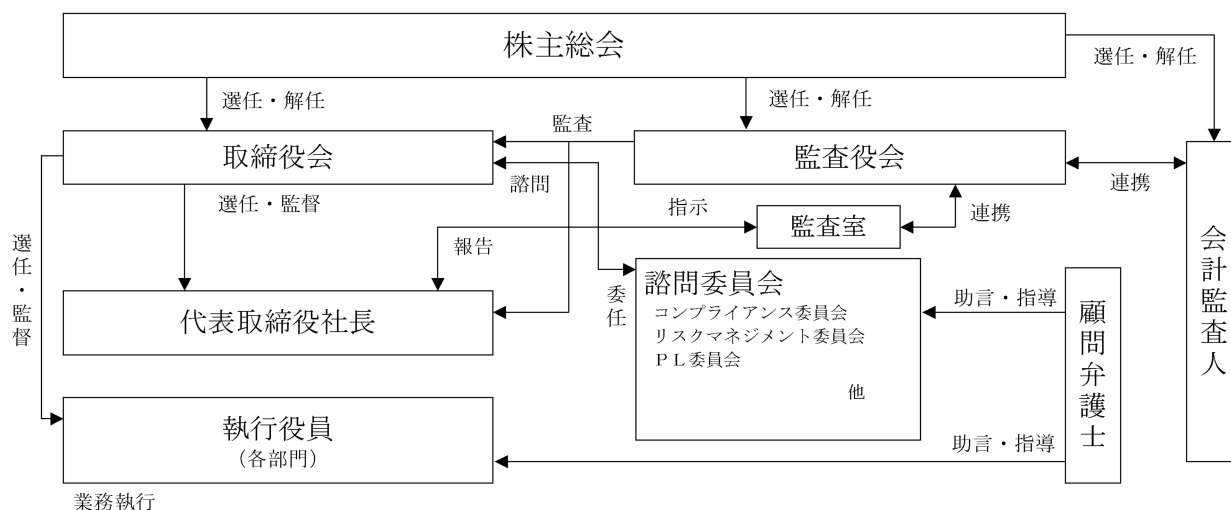 株主総会
選任・解任
選任・解任
選任・解任
監査
取締役会
監査役会
諮問
連携
選任・監督
指示
監査室
連携
報告
選任・監督
会計監査人
諮問委員会
コンプライアンス委員会
リスクマネジメント委員会
ＰＬ委員会
他
委任
助言・指導
顧問弁護士
代表取締役社長
執行役員
（各部門）
助言・指導
業務執行